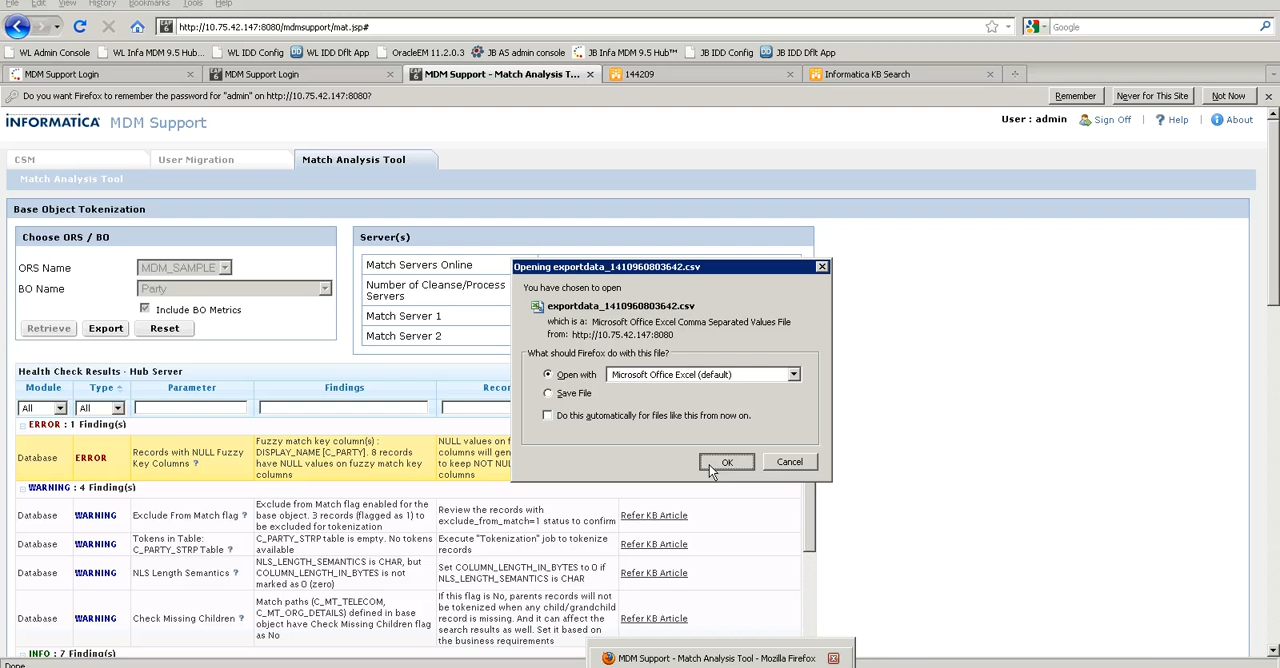 File Edit View History Bookmarks Tools Help
http://10.75.42.147:8080/mdmsupport/mat.jsp#
Google
WL Admin Console WL Infa MDM 9.5 Hub... WL IDD Config WL IDD Dflt App OracleEM 11.2.0.3 JB AS admin console JB Infa MDM 9.5 Hub™ JB IDD Config JB IDD Dflt App
MDM Support Login
MDM Support Login
MDM Support - Match Analysis T...
144209
Informatica KB Search
Do you want Firefox to remember the password for "admin" on http://10.75.42.147:8080?
Remember Never for This Site Not Now
INFORMATICA MDM Support
User : admin Sign Off Help About
CSM User Migration Match Analysis Tool
Match Analysis Tool
Base Object Tokenization
Choose ORS / BO
ORS Name MDM_SAMPLE
BO Name Party
Include BO Metrics
Retrieve Export Reset
Server(s)
Match Servers Online
Number of Cleanse/Process
Servers
Match Server 1
Match Server 2
Opening exportdata_1410960803642.csv
You have chosen to open
exportdata_1410960803642.csv
which is a: Microsoft Office Excel Comma Separated Values File
from: http://10.75.42.147:8080
What should Firefox do with this file?
Open with Microsoft Office Excel (default)
Save File
Do this automatically for files like this from now on.
OK Cancel
Health Check Results - Hub Server
Module Type Parameter Findings Reco
All All
ERROR : 1 Finding(s)
Database ERROR
Records with NULL Fuzzy
Key Columns ?
Fuzzy match key column(s) :
DISPLAY_NAME [C_PARTY]. 8 records
have NULL values on fuzzy match key
columns
NULL values on f
columns will gen
to keep NOT NUL
columns
WARNING : 4 Finding(s)
Database WARNING Exclude From Match flag ?
Exclude from Match flag enabled for the
base object. 3 records (flagged as 1) to
be excluded for tokenization
Review the records with
exclude_from_match=1 status to confirm
Refer KB Article
Database WARNING
Tokens in Table:
C_PARTY_STRP Table ?
C_PARTY_STRP table is empty. No tokens
available
Execute "Tokenization" job to tokenize
records
Refer KB Article
Database WARNING NLS Length Semantics ?
NLS_LENGTH_SEMANTICS is CHAR, but
COLUMN_LENGTH_IN_BYTES is not
marked as 0 (zero)
Set COLUMN_LENGTH_IN_BYTES to 0 if
NLS_LENGTH_SEMANTICS is CHAR
Refer KB Article
Database WARNING Check Missing Children ?
Match paths (C_MT_TELECOM,
C_MT_ORG_DETAILS) defined in base
object have Check Missing Children flag
as No
If this flag is No, parents records will not
be tokenized when any child/grandchild
record is missing. And it can affect the
search results as well. Set it based on
the business requirements
Refer KB Article
INFO : 7 Finding(s)
MDM Support - Match Analysis Tool - Mozilla Firefox
Done